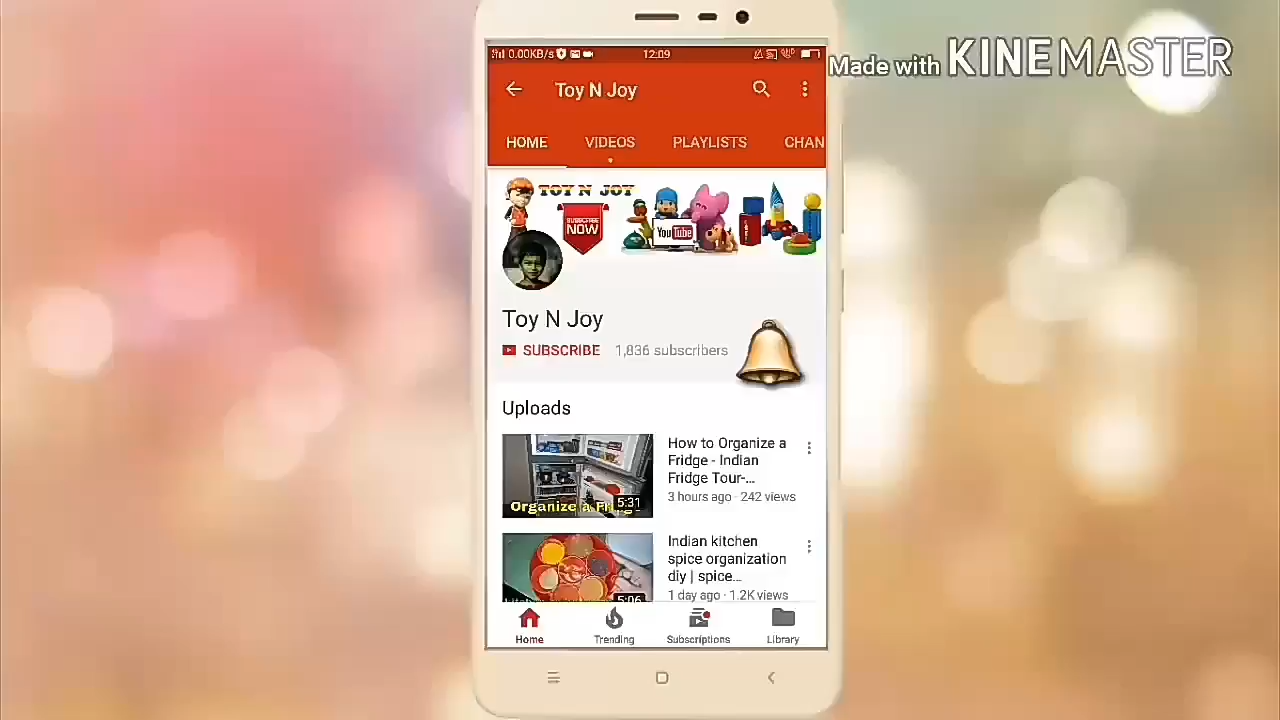 0.00KB/s
12:09
Made with KINEMASTER
Toy N Joy
HOME VIDEOS PLAYLISTS CHAN
TOY N JOY
SUBSCRIBE
NOW
YouTube
Toy N Joy
SUBSCRIBE 1,836 subscribers
Uploads
How to Organize a
Fridge - Indian
Fridge Tour-...
3 hours ago · 242 views
Organize a Fridge
5:31
Indian kitchen
spice organization
diy | spice...
1 day ago · 1.2K views
5:06
Home Trending Subscriptions Library